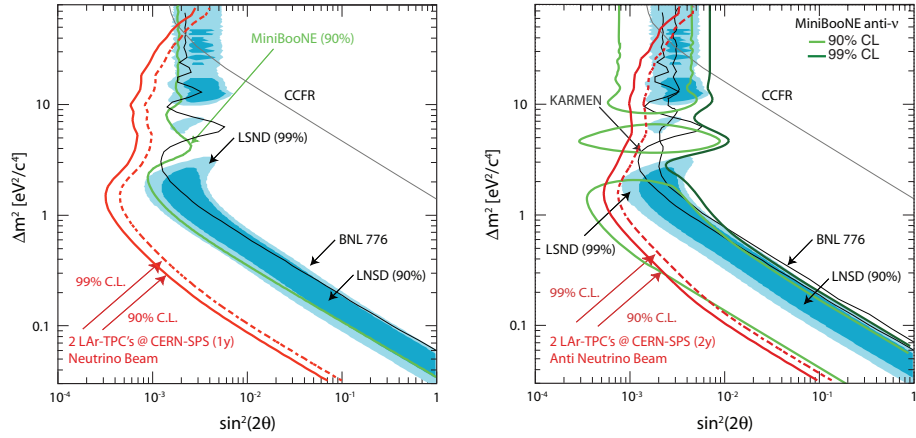 MiniBooNE (90%)
CCFR
LSND (99%)
BNL 776
LNSD (90%)
99% C.L.
90% C.L.
2 LAr-TPC's @ CERN-SPS (1y)
Neutrino Beam
Δm² [eV²/c⁴]
10
1
0.1
10⁻⁴
10⁻³
10⁻²
10⁻¹
1
sin²(2θ)
MiniBooNE anti-ν
90% CL
99% CL
CCFR
KARMEN
LSND (99%)
BNL 776
LNSD (90%)
99% C.L.
90% C.L.
2 LAr-TPC's @ CERN-SPS (2y)
Anti Neutrino Beam
Δm² [eV²/c⁴]
10
1
0.1
10⁻⁴
10⁻³
10⁻²
10⁻¹
1
sin²(2θ)